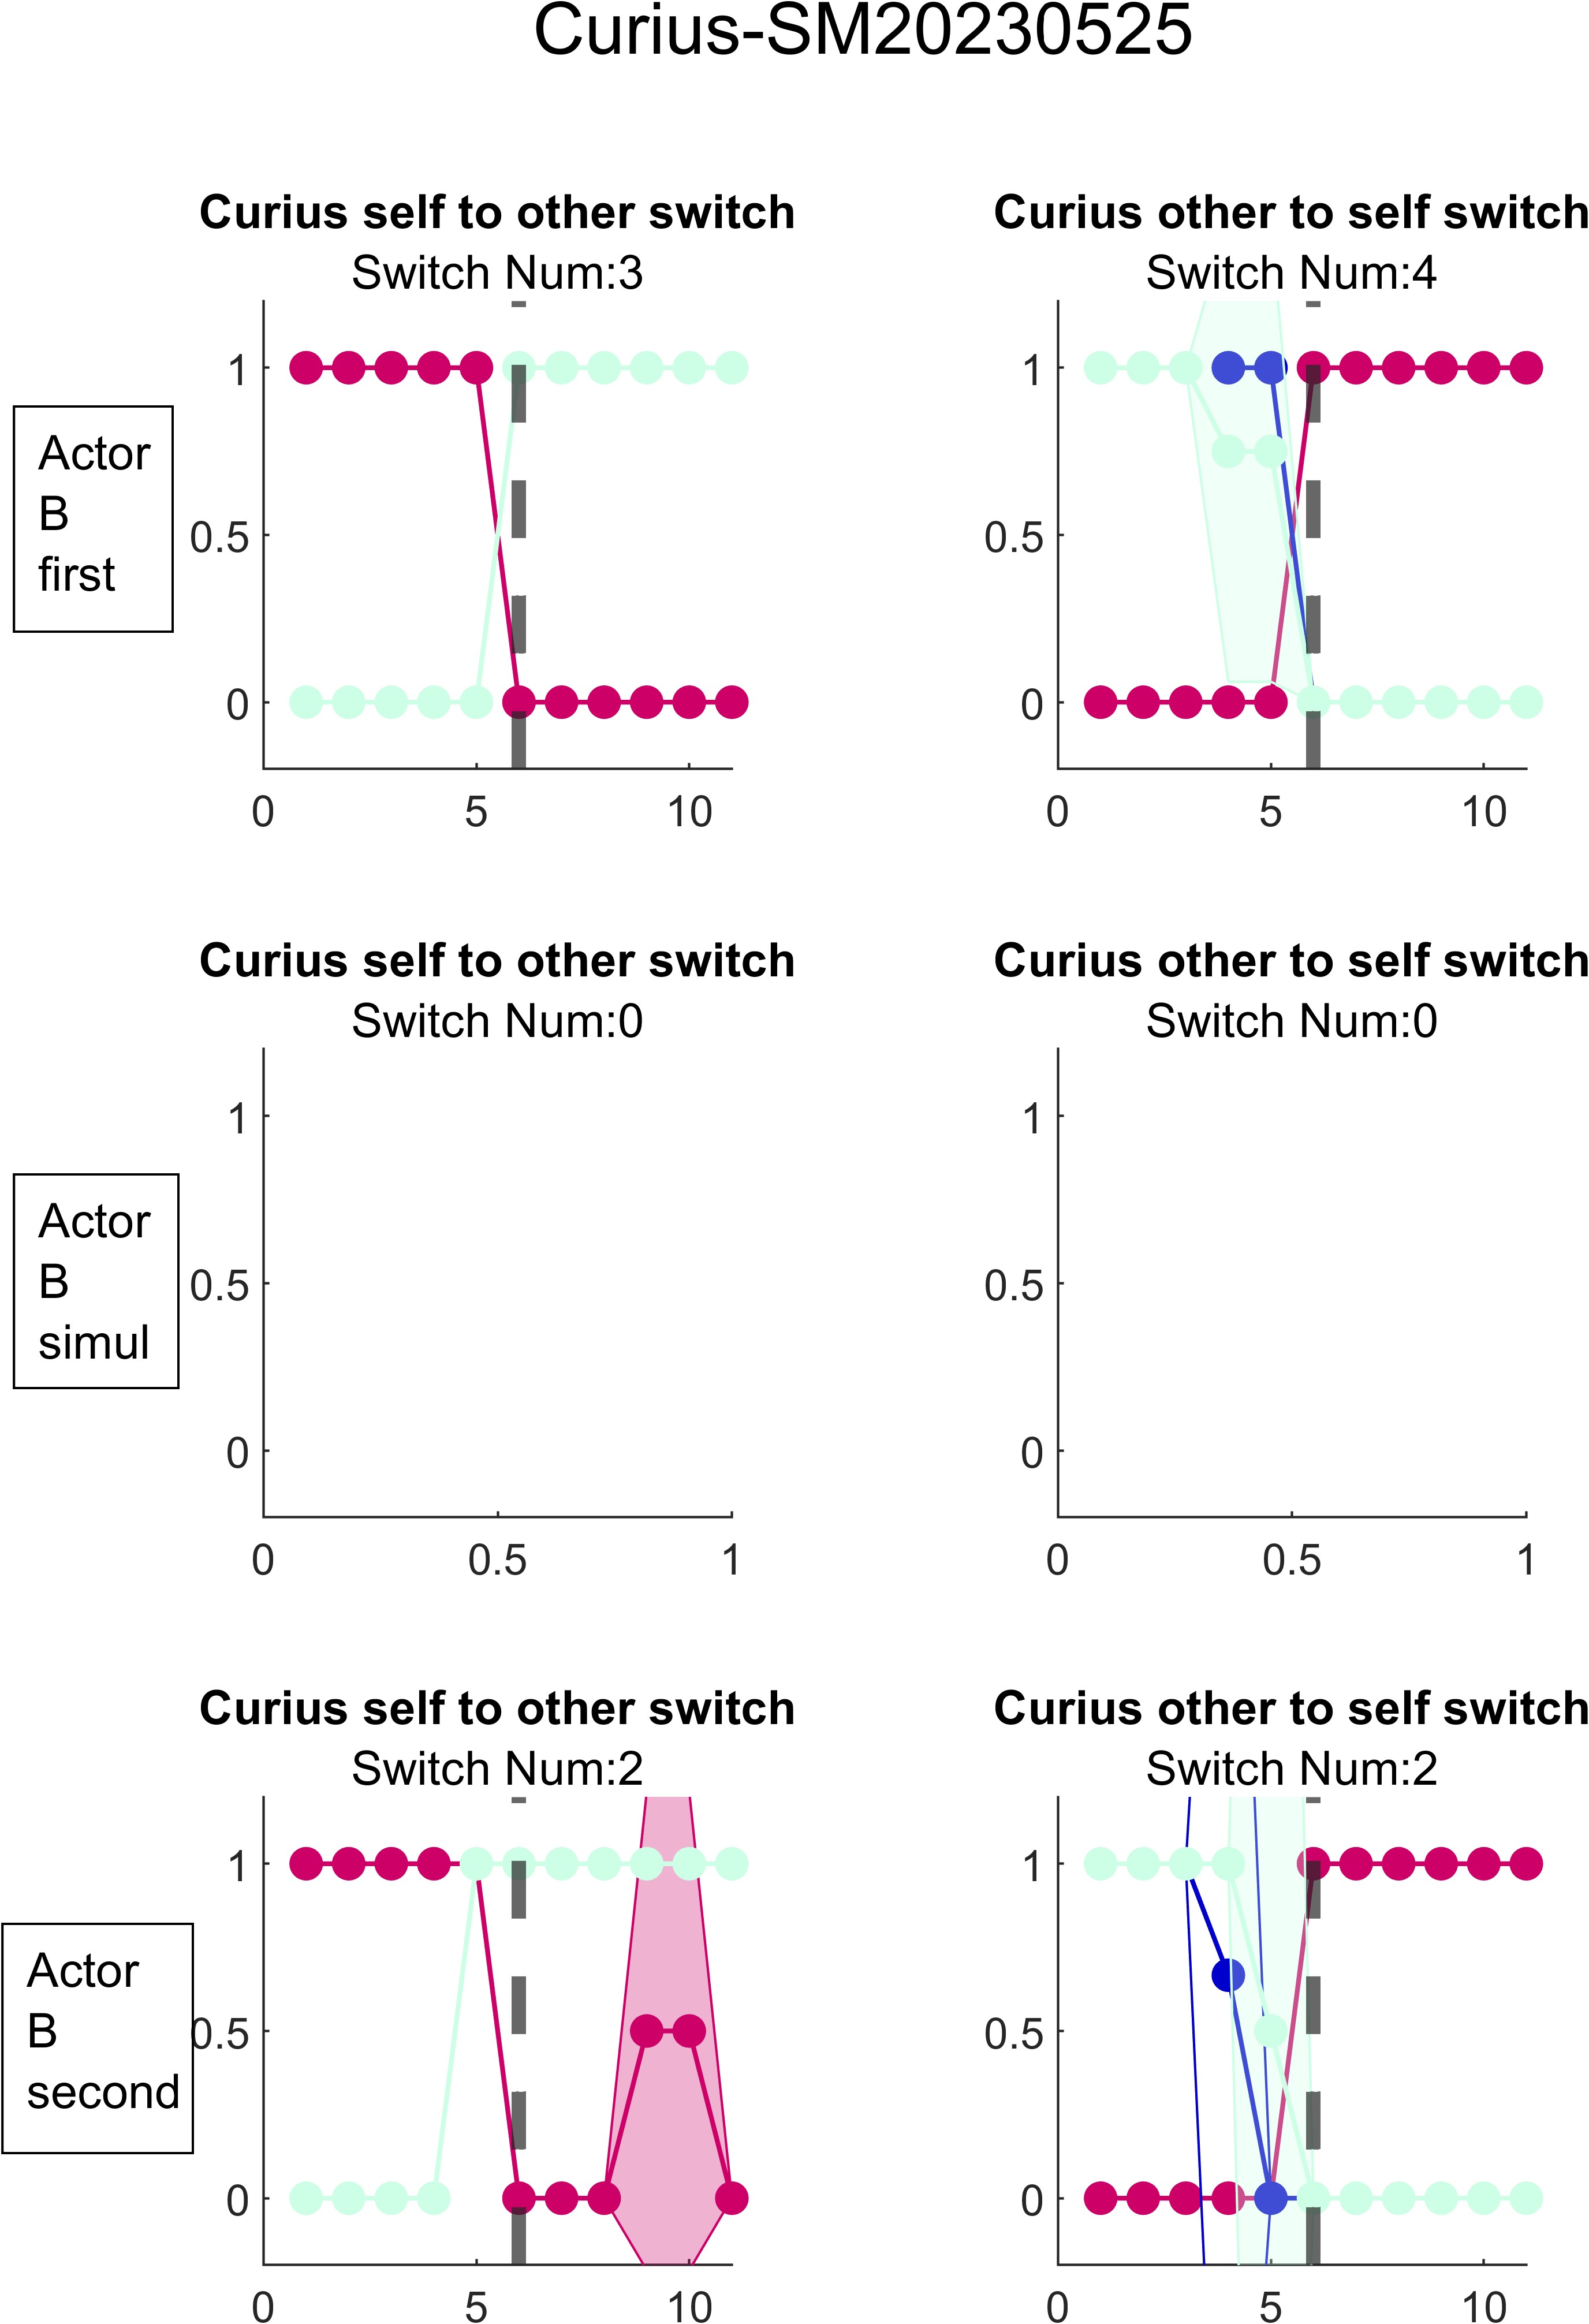 Curius-SM20230525
Curius self to other switch
Switch Num:3
Curius other to self switch
Switch Num:4
Actor
B
first
1
0.5
0
0
5
10
1
0.5
0
0
5
10
Curius self to other switch
Switch Num:0
Curius other to self switch
Switch Num:0
Actor
B
simul
1
0.5
0
0
0.5
1
1
0.5
0
0
0.5
1
Curius self to other switch
Switch Num:2
Curius other to self switch
Switch Num:2
Actor
B
second
1
0.5
0
0
5
10
1
0.5
0
0
5
10